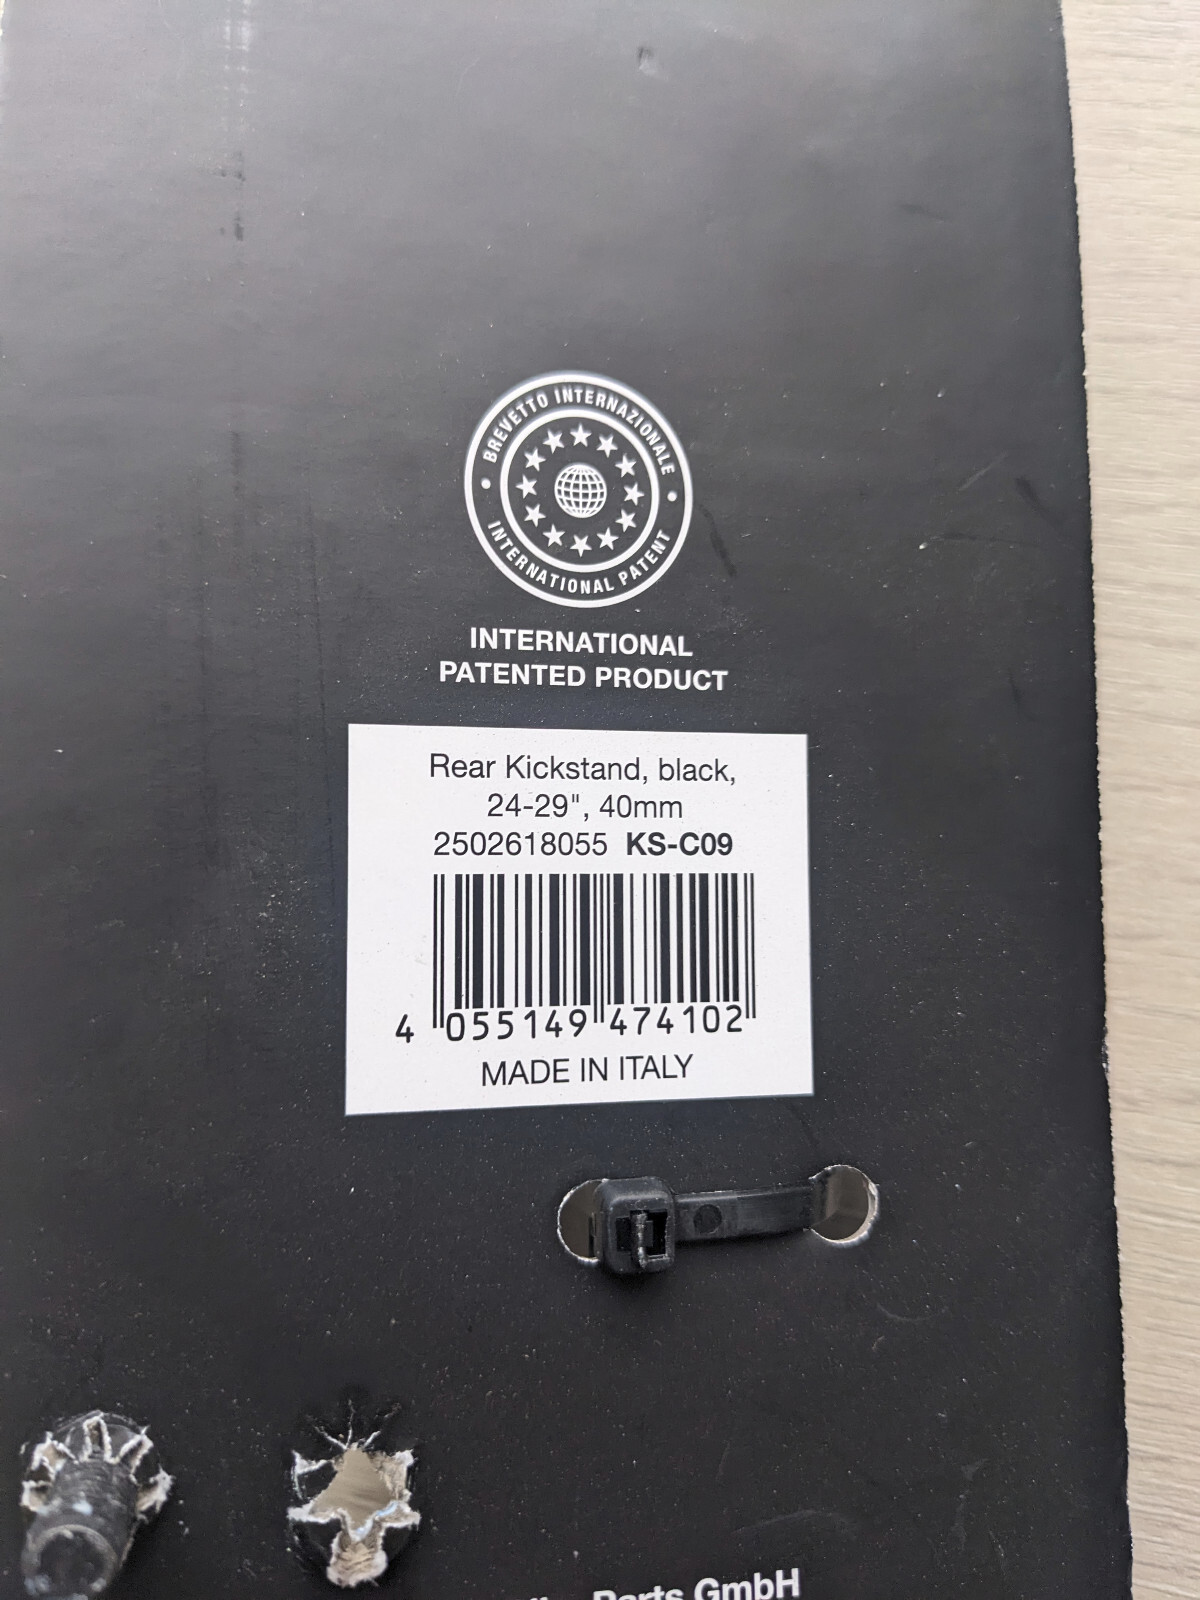 BREVETTO INTERNAZIONALE
INTERNATIONAL PATENT
INTERNATIONAL
PATENTED PRODUCT
Rear Kickstand, black,
24-29", 40mm
2502618055 KS-C09
4 055149 474102
MADE IN ITALY
Parts GmbH